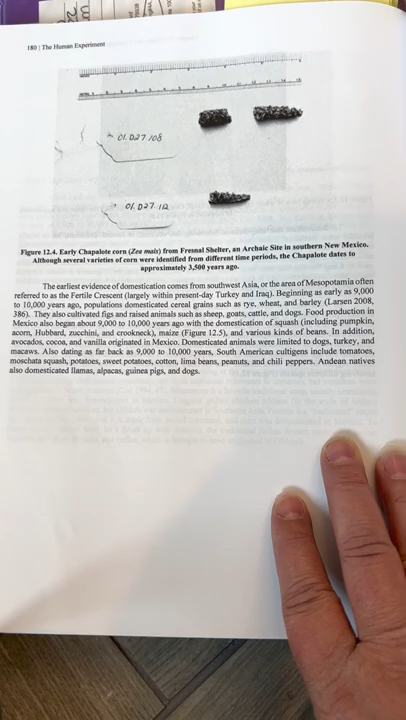 180 | The Human Experiment
01.027.108
01.027.12
Figure 12.4. Early Chapalote corn (Zea mais) from Fresnal Shelter, an Archaic Site in southern New Mexico.
Although several varieties of corn were identified from different time periods, the Chapalote dates to
approximately 3,500 years ago.
The earliest evidence of domestication comes from southwest Asia, or the area of Mesopotamia often
referred to as the Fertile Crescent (largely within present-day Turkey and Iraq). Beginning as early as 9,000
to 10,000 years ago, populations domesticated cereal grains such as rye, wheat, and barley (Larsen 2008,
386). They also cultivated figs and raised animals such as sheep, goats, cattle, and dogs. Food production in
Mexico also began about 9,000 to 10,000 years ago with the domestication of squash (including pumpkin,
acorn, Hubbard, zucchini, and crookneck), maize (Figure 12.5), and various kinds of beans. In addition,
avocados, cocoa, and vanilla originated in Mexico. Domesticated animals were limited to dogs, turkey, and
macaws. Also dating as far back as 9,000 to 10,000 years, South American cultigens include tomatoes,
moschata squash, potatoes, sweet potatoes, cotton, lima beans, peanuts, and chili peppers. Andean natives
also domesticated llamas, alpacas, guinea pigs, and dogs.